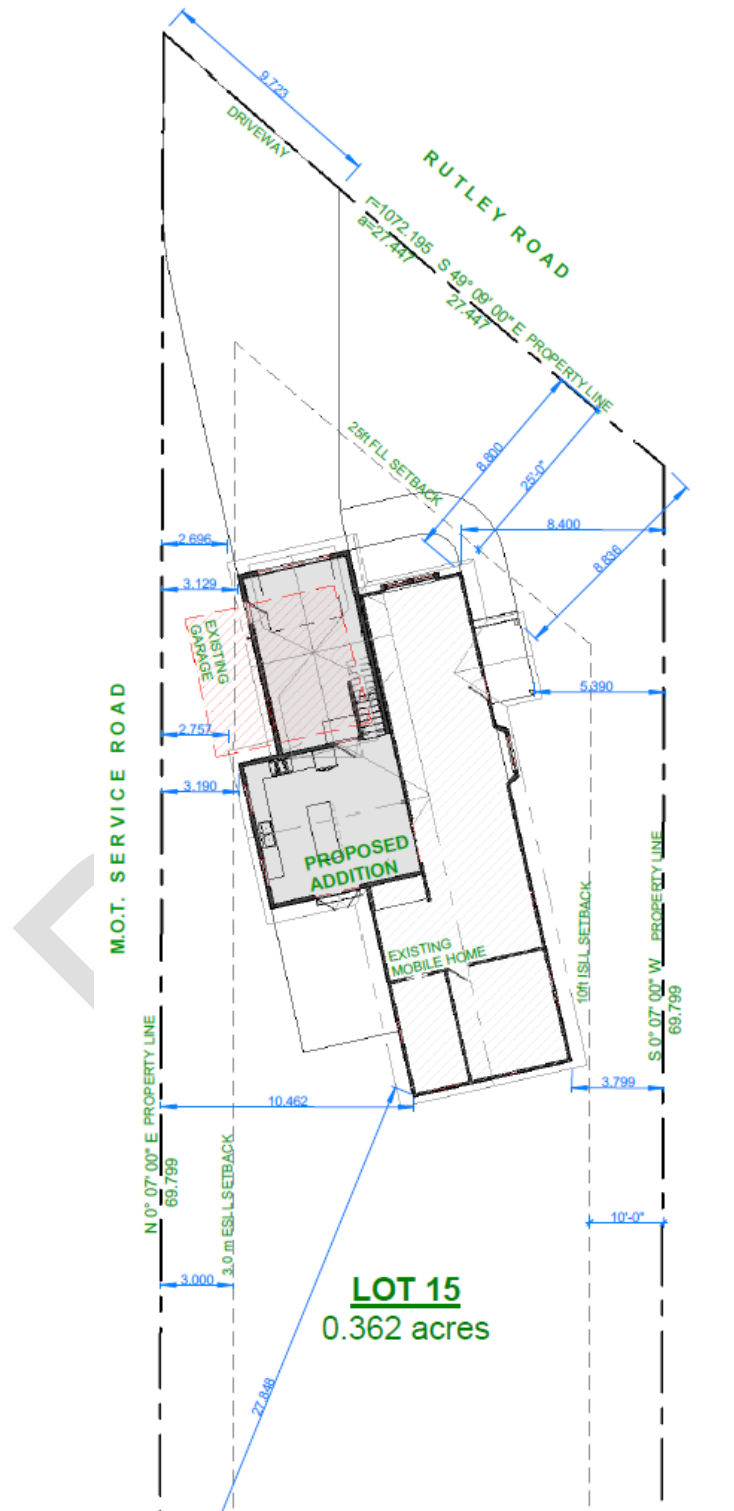 9.723
DRIVEWAY
RUTLEY ROAD
r=1072.195 S 49° 09' 00" E PROPERTY LINE
a=27.447 27.447
25ft FLL SETBACK
8.800
25'-0"
2.696
8.400
8.836
3.129
EXISTING
GARAGE
5.390
2.757
3.190
M.O.T. SERVICE ROAD
PROPOSED
ADDITION
EXISTING
MOBILE HOME
10ft ISLL SETBACK
S 0° 07' 00" W PROPERTY LINE
69.799
3.799
10.462
N 0° 07' 00" E PROPERTY LINE
69.799
3.0 m ESLL SETBACK
10'-0"
3.000
LOT 15
0.362 acres
27.848